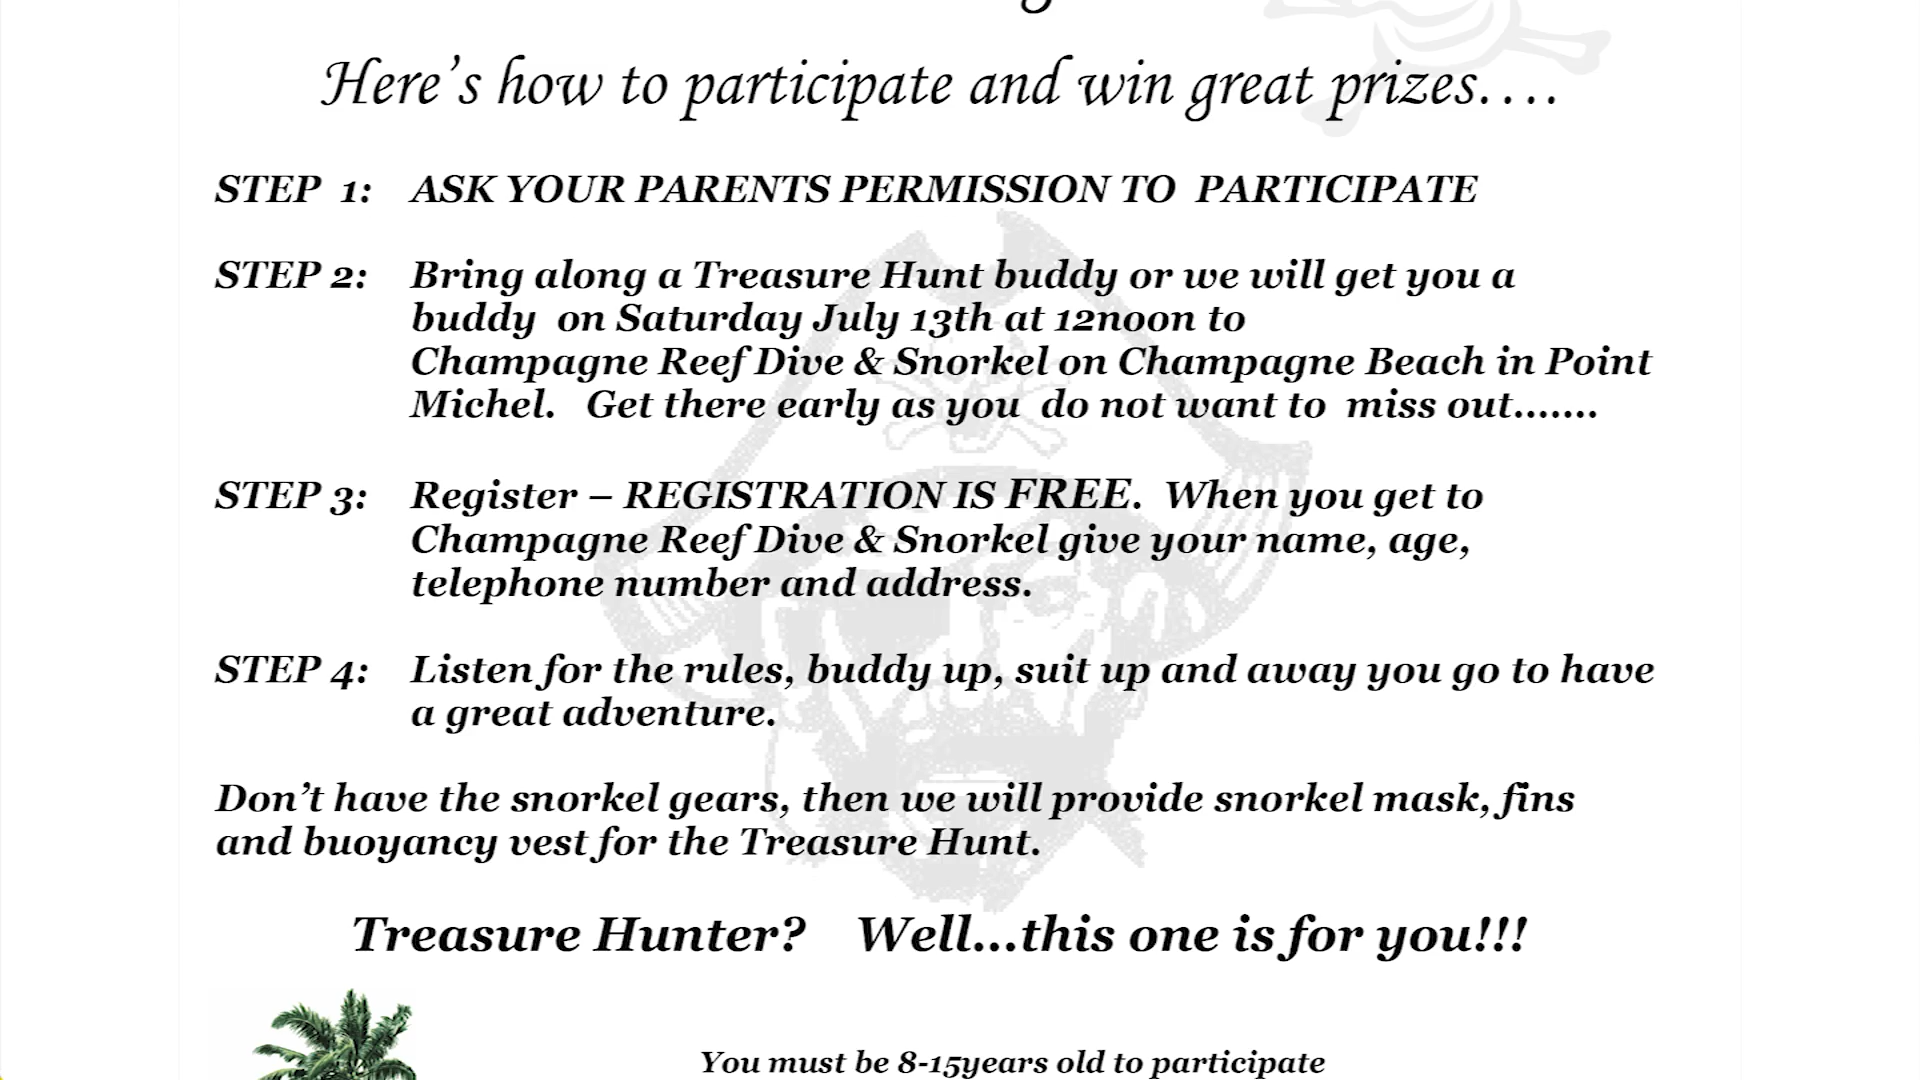 Here’s how to participate and win great prizes….
STEP 1: ASK YOUR PARENTS PERMISSION TO PARTICIPATE
STEP 2: Bring along a Treasure Hunt buddy or we will get you a
buddy on Saturday July 13th at 12noon to
Champagne Reef Dive & Snorkel on Champagne Beach in Point
Michel. Get there early as you do not want to miss out…….
STEP 3: Register – REGISTRATION IS FREE. When you get to
Champagne Reef Dive & Snorkel give your name, age,
telephone number and address.
STEP 4: Listen for the rules, buddy up, suit up and away you go to have
a great adventure.
Don’t have the snorkel gears, then we will provide snorkel mask, fins
and buoyancy vest for the Treasure Hunt.
Treasure Hunter? Well…this one is for you!!!
You must be 8-15years old to participate